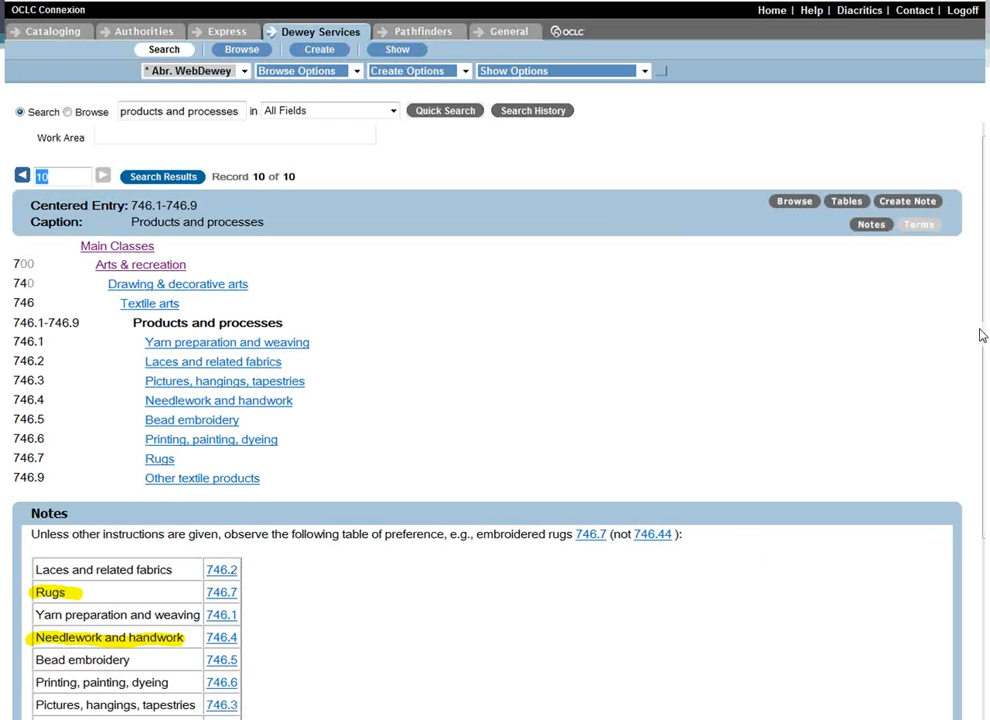 OCLC Connexion
Home | Help | Diacritics | Contact | Logoff
Cataloging Authorities Express Dewey Services Pathfinders General OCLC
Search | Browse Create | Show
* Abr. WebDewey Browse Options Create Options Show Options
Search Browse products and processes in All Fields Quick Search Search History
Work Area
10 Search Results Record 10 of 10
Centered Entry: 746.1-746.9 Browse Tables Create Note
Caption: Products and processes Notes Terms
Main Classes
700 Arts & recreation
740 Drawing & decorative arts
746 Textile arts
746.1-746.9 Products and processes
746.1 Yarn preparation and weaving
746.2 Laces and related fabrics
746.3 Pictures, hangings, tapestries
746.4 Needlework and handwork
746.5 Bead embroidery
746.6 Printing, painting, dyeing
746.7 Rugs
746.9 Other textile products
Notes
Unless other instructions are given, observe the following table of preference, e.g., embroidered rugs 746.7 (not 746.44 ):
Laces and related fabrics 746.2
Rugs 746.7
Yarn preparation and weaving 746.1
Needlework and handwork 746.4
Bead embroidery 746.5
Printing, painting, dyeing 746.6
Pictures, hangings, tapestries 746.3